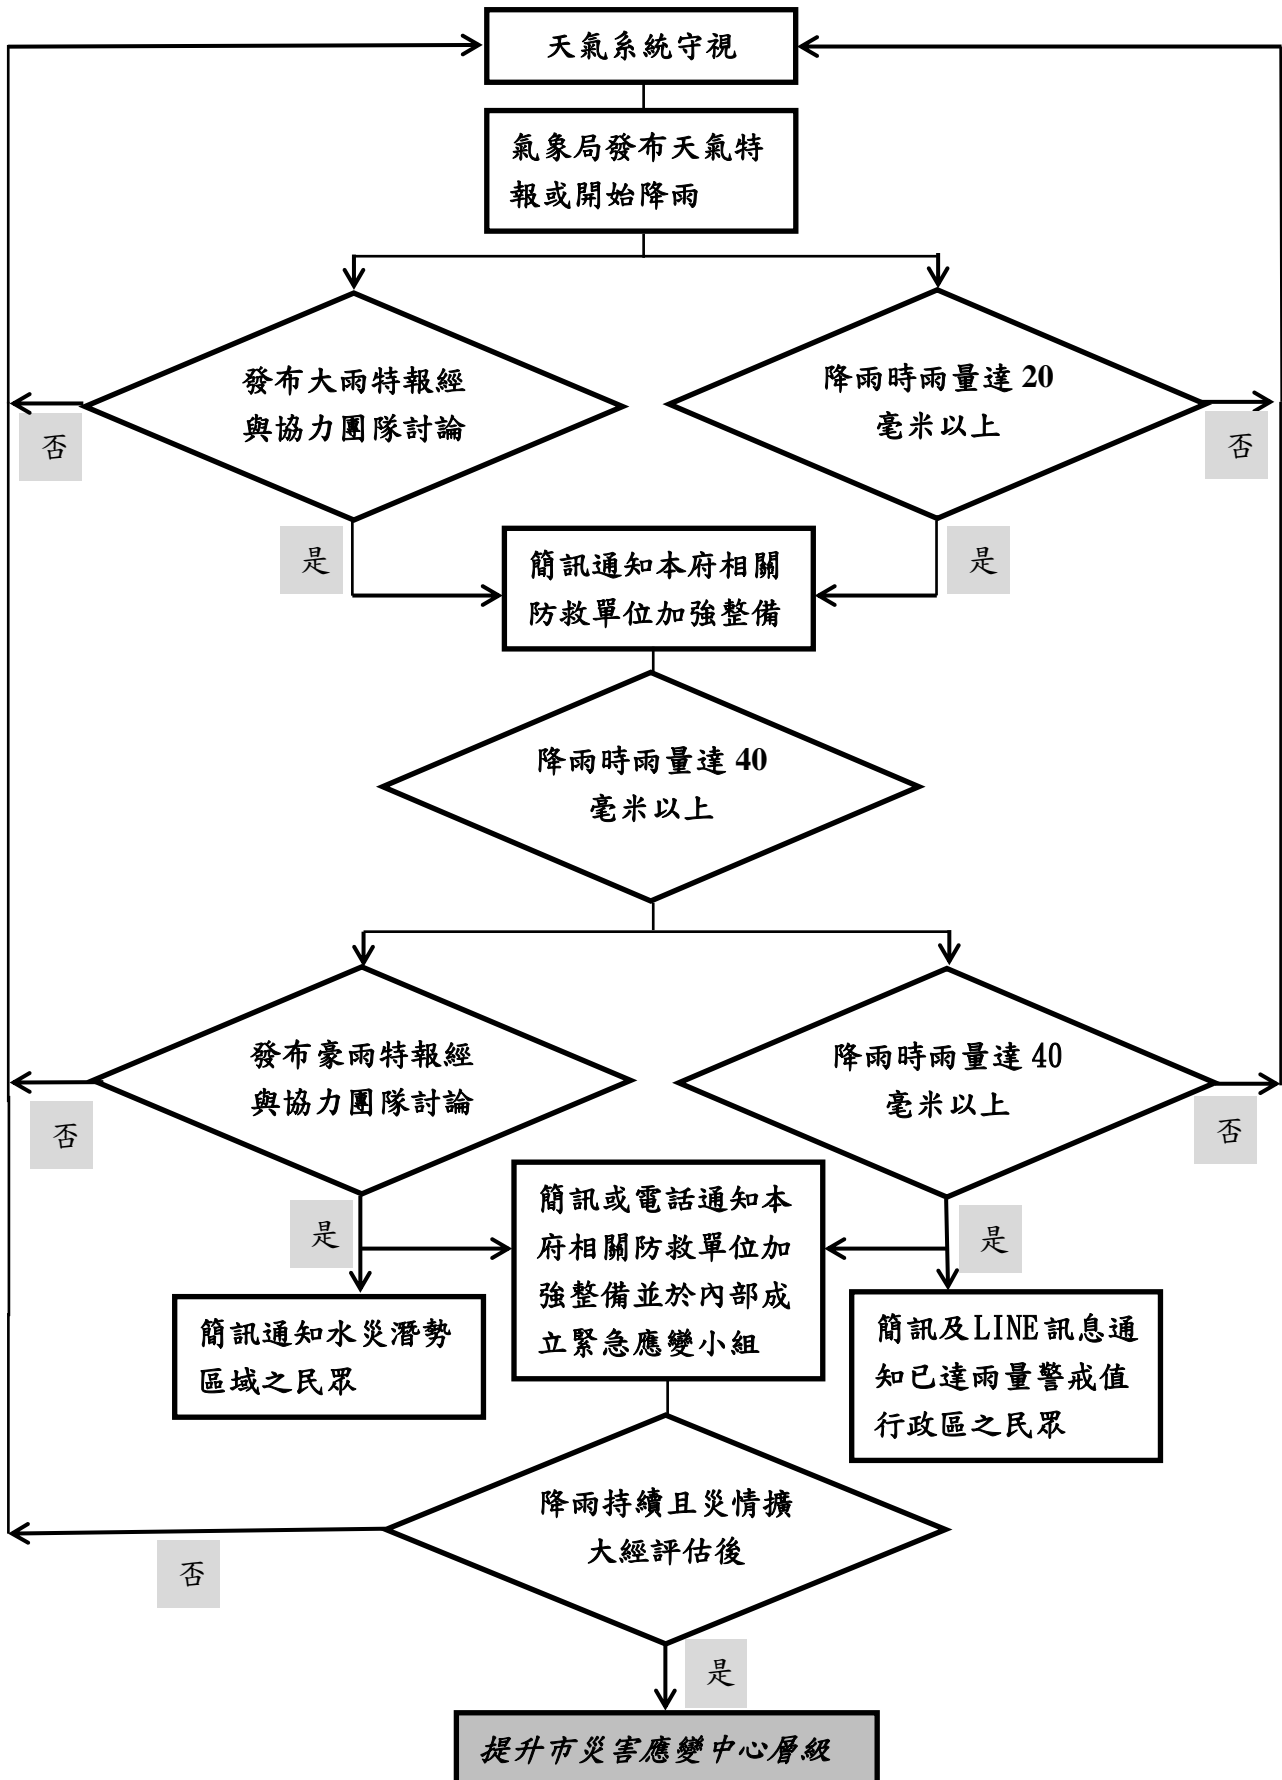 天氣系統守視
氣象局發布天氣特
報或開始降雨
發布大雨特報經
與協力團隊討論
降雨時雨量達 20
毫米以上
否
否
是
簡訊通知本府相關
防救單位加強整備
是
降雨時雨量達 40
毫米以上
發布豪雨特報經
與協力團隊討論
降雨時雨量達 40
毫米以上
否
否
是
簡訊或電話通知本
府相關防救單位加
強整備並於內部成
立緊急應變小組
是
簡訊通知水災潛勢
區域之民眾
簡訊及LINE訊息通
知已達雨量警戒值
行政區之民眾
降雨持續且災情擴
大經評估後
否
是
提升市災害應變中心層級